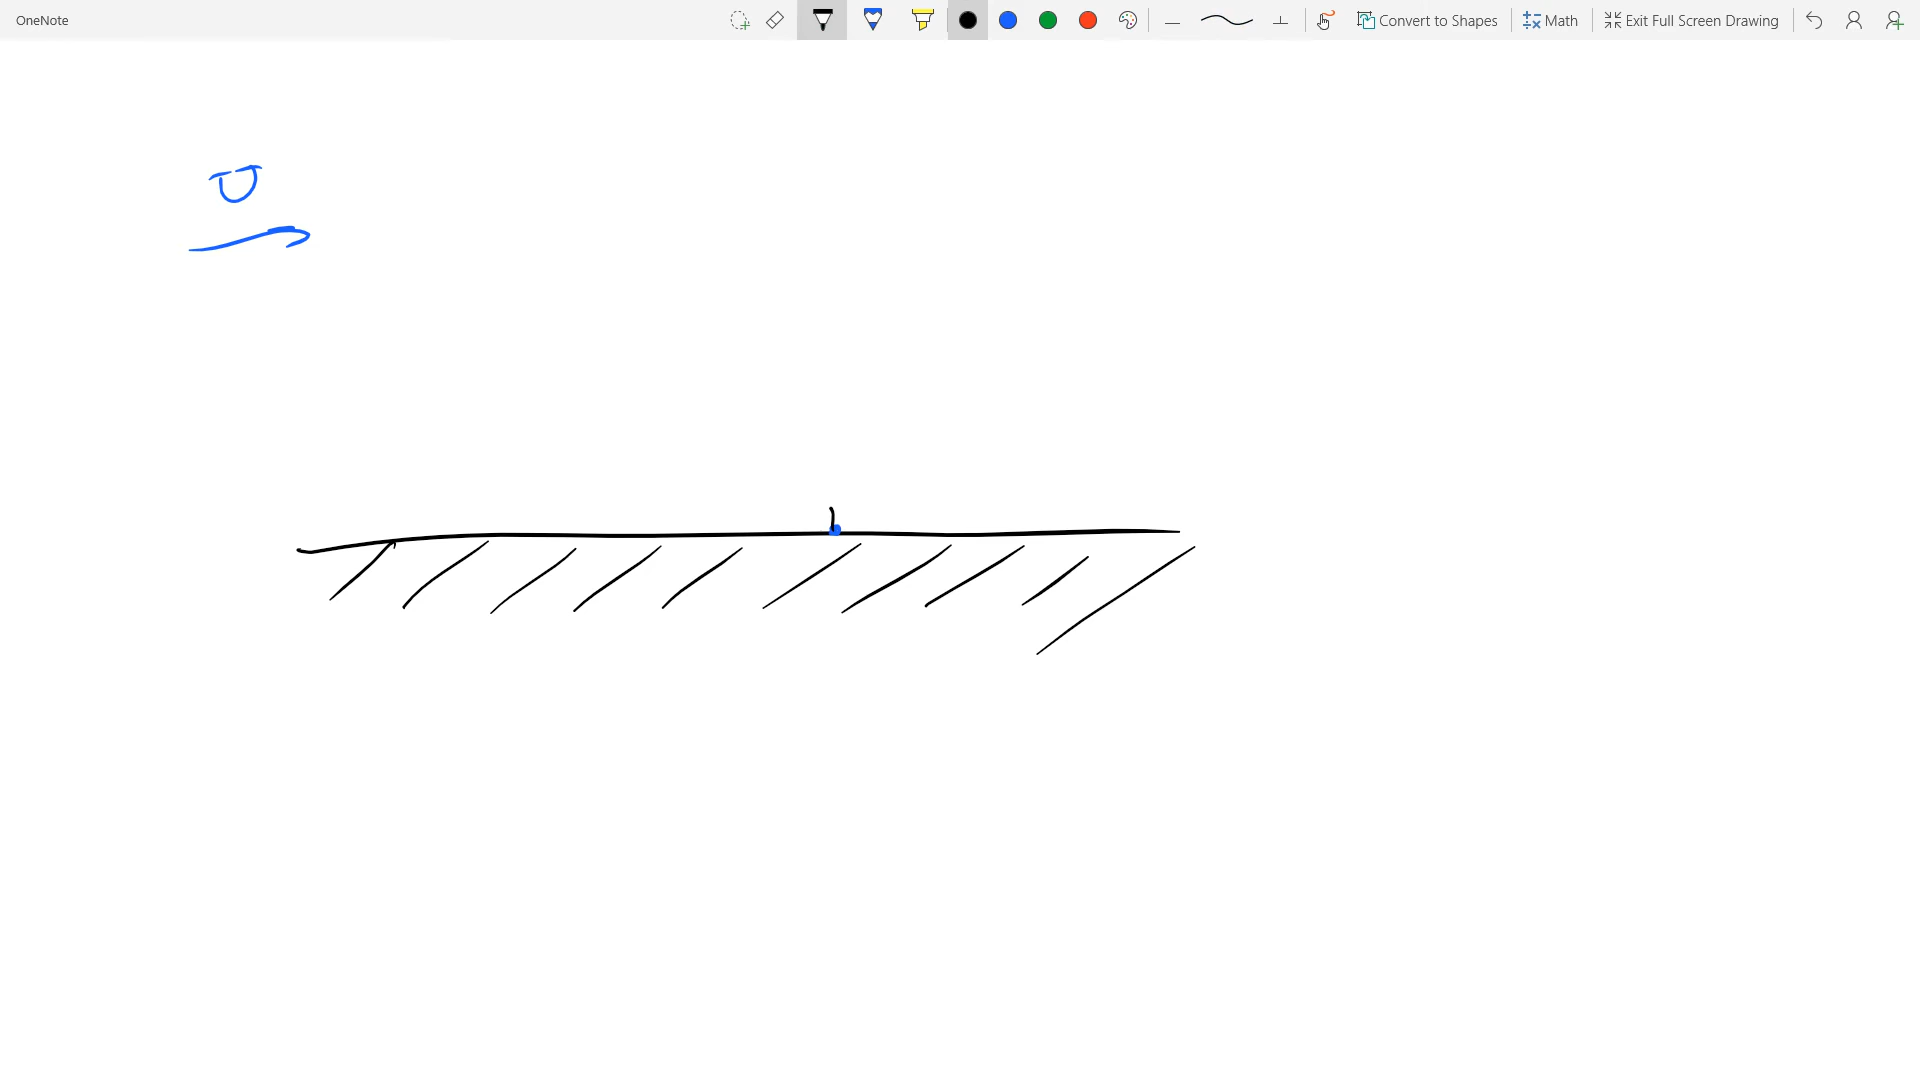 OneNote
Convert to Shapes
Math
Exit Full Screen Drawing
U